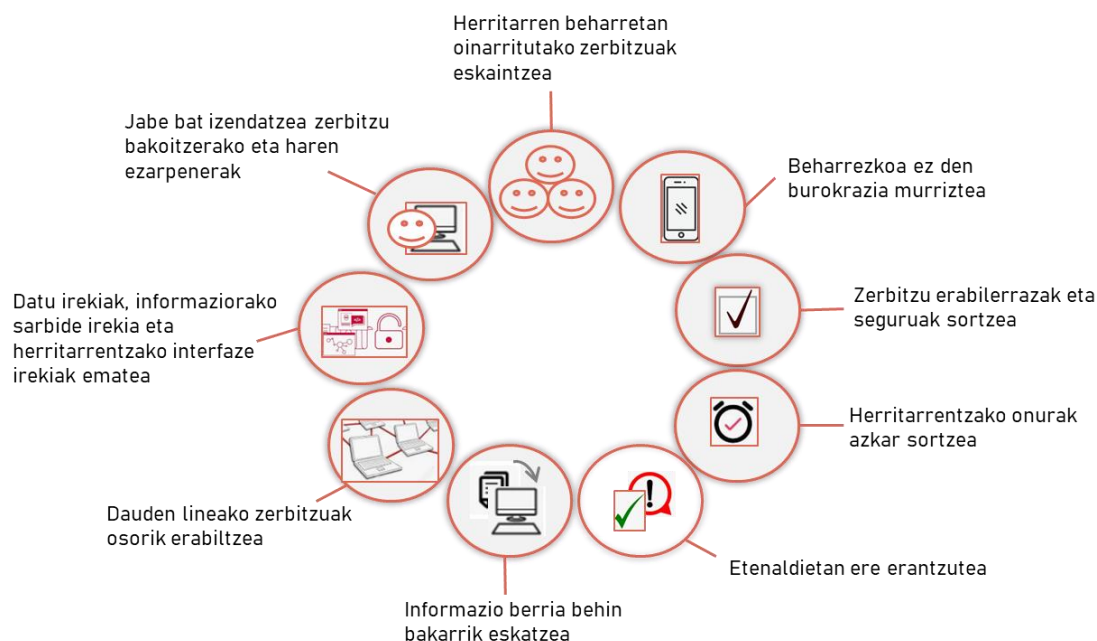 Herritarren beharretan
oinarritutako zerbitzuak
eskaintzea
Jabe bat izendatzea zerbitzu
bakoitzerako eta haren
ezarpenerak
Beharrezkoa ez den
burokrazia murriztea
Datu irekiak, informaziorako
sarbide irekia eta
herritarrentzako interfaze
irekiak ematea
Zerbitzu erabilerrazak eta
seguruak sortzea
Herritarrentzako onurak
azkar sortzea
Dauden lineako zerbitzuak
osorik erabiltzea
Etenaldietan ere erantzutea
Informazio berria behin
bakarrik eskatzea